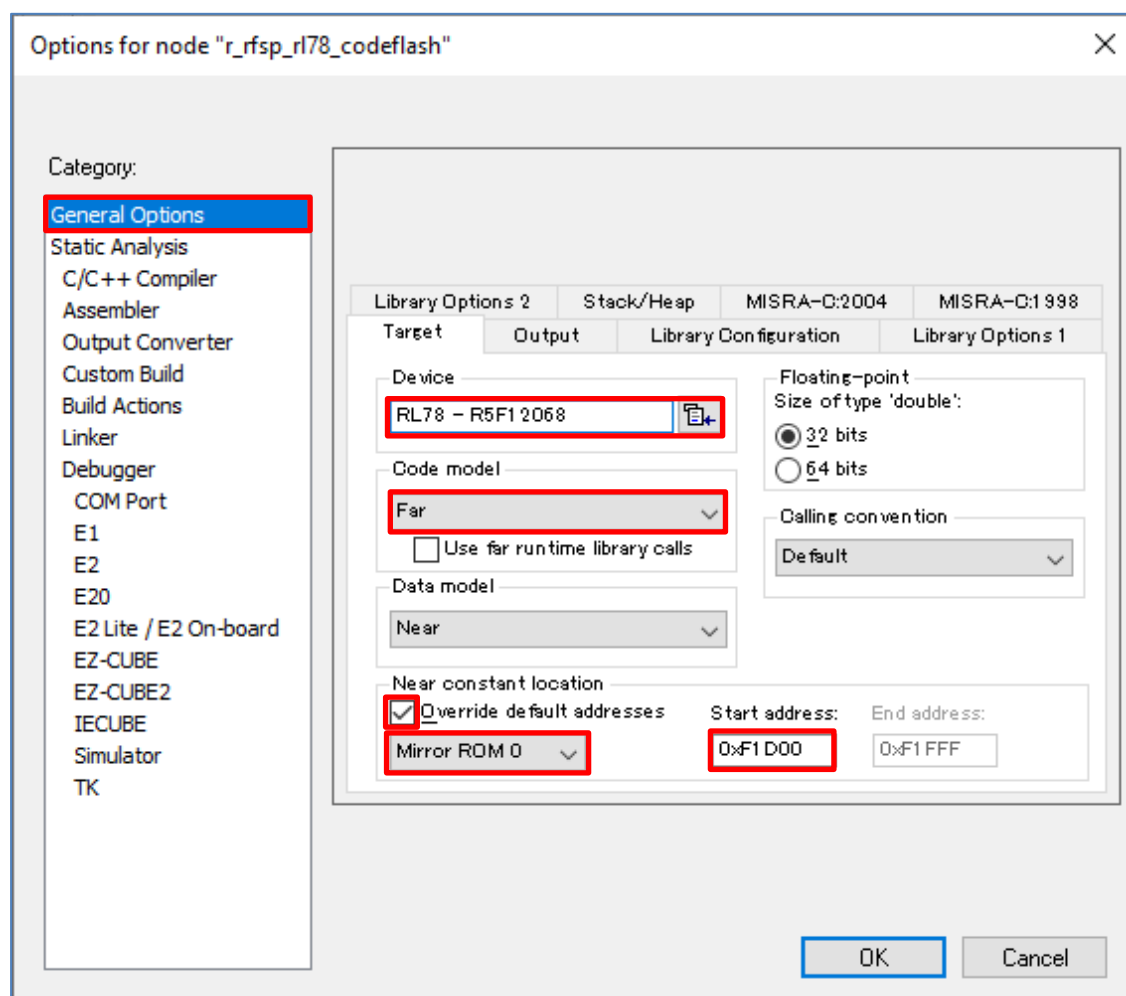 Options for node "r_rfsp_rl78_codeflash"
Category:
General Options
Static Analysis
C/C++ Compiler
Assembler
Output Converter
Custom Build
Build Actions
Linker
Debugger
COM Port
E1
E2
E20
E2 Lite / E2 On-board
EZ-CUBE
EZ-CUBE2
IECUBE
Simulator
TK
Library Options 2 Stack/Heap MISRA-C:2004 MISRA-C:1998
Target Output Library Configuration Library Options 1
Device
RL78 - R5F12068
Code model
Far
Use far runtime library calls
Data model
Near
Floating-point
Size of type 'double':
32 bits
64 bits
Calling convention
Default
Near constant location
Override default addresses Start address: End address:
Mirror ROM 0 0xF1D00 0xF1FFF
OK Cancel